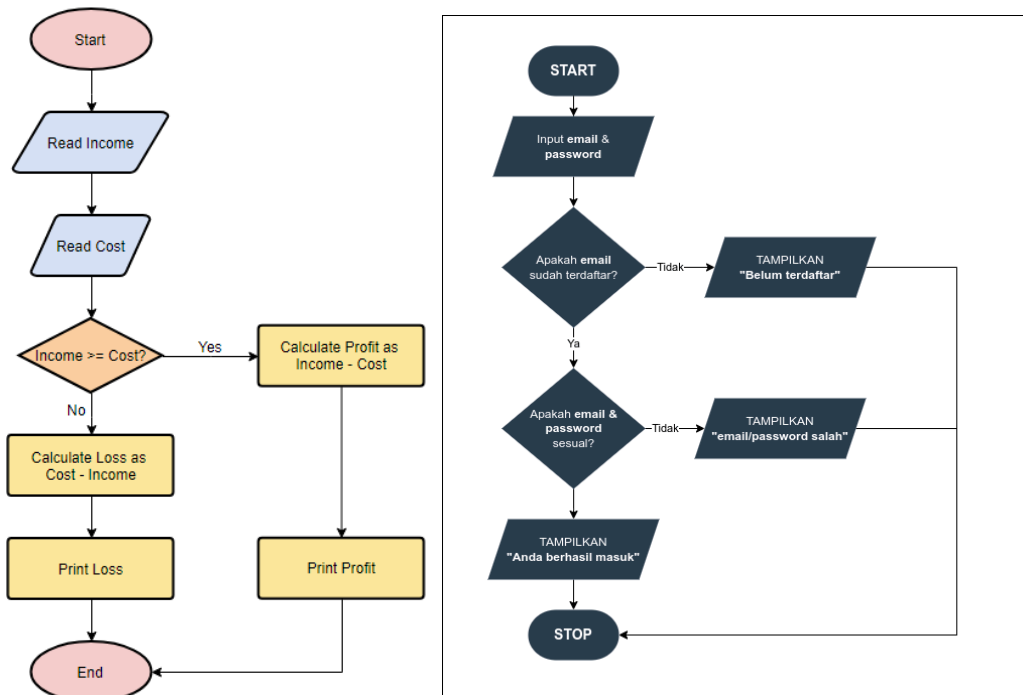 Start
Read Income
Read Cost
Income >= Cost?
Yes
No
Calculate Profit as
Income - Cost
Calculate Loss as
Cost - Income
Print Loss
Print Profit
End
START
Input email &
password
Apakah email
sudah terdaftar?
Tidak
TAMPILKAN
"Belum terdaftar"
Ya
Apakah email &
password
sesual?
Tidak
TAMPILKAN
"email/password salah"
TAMPILKAN
"Anda berhasil masuk"
STOP